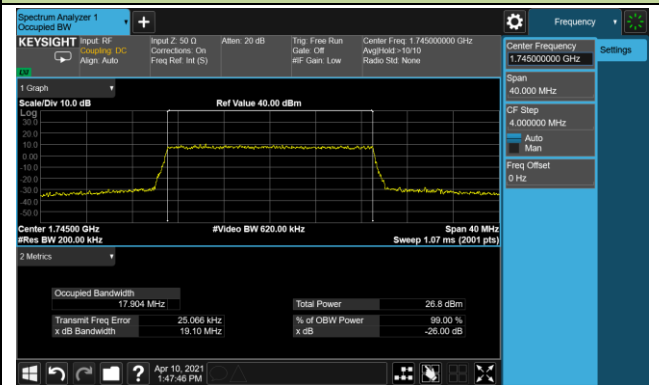 Spectrum Analyzer 1
Occupied BW
+
Frequency
KEYSIGHT
Input: RF
Coupling: DC
Align: Auto
Input Z: 50 Ω
Corrections: On
Freq Ref: Int (S)
Atten: 20 dB
Trig: Free Run
Gate: Off
#IF Gain: Low
Center Freq: 1.745000000 GHz
Avg|Hold:>10/10
Radio Std: None
Center Frequency
1.745000000 GHz
Settings
Span
40.000 MHz
CF Step
4.000000 MHz
Auto
Man
Freq Offset
0 Hz
1 Graph
Scale/Div 10.0 dB
Ref Value 40.00 dBm
Log
30.0
20.0
10.0
0.00
-10.0
-20.0
-30.0
-40.0
-50.0
Center 1.74500 GHz
#Video BW 620.00 kHz
Span 40 MHz
#Res BW 200.00 kHz
Sweep 1.07 ms (2001 pts)
2 Metrics
Occupied Bandwidth
17.904 MHz
Total Power
26.8 dBm
Transmit Freq Error
25.066 kHz
% of OBW Power
99.00 %
x dB Bandwidth
19.10 MHz
x dB
-26.00 dB
?
Apr 10, 2021
1:47:46 PM